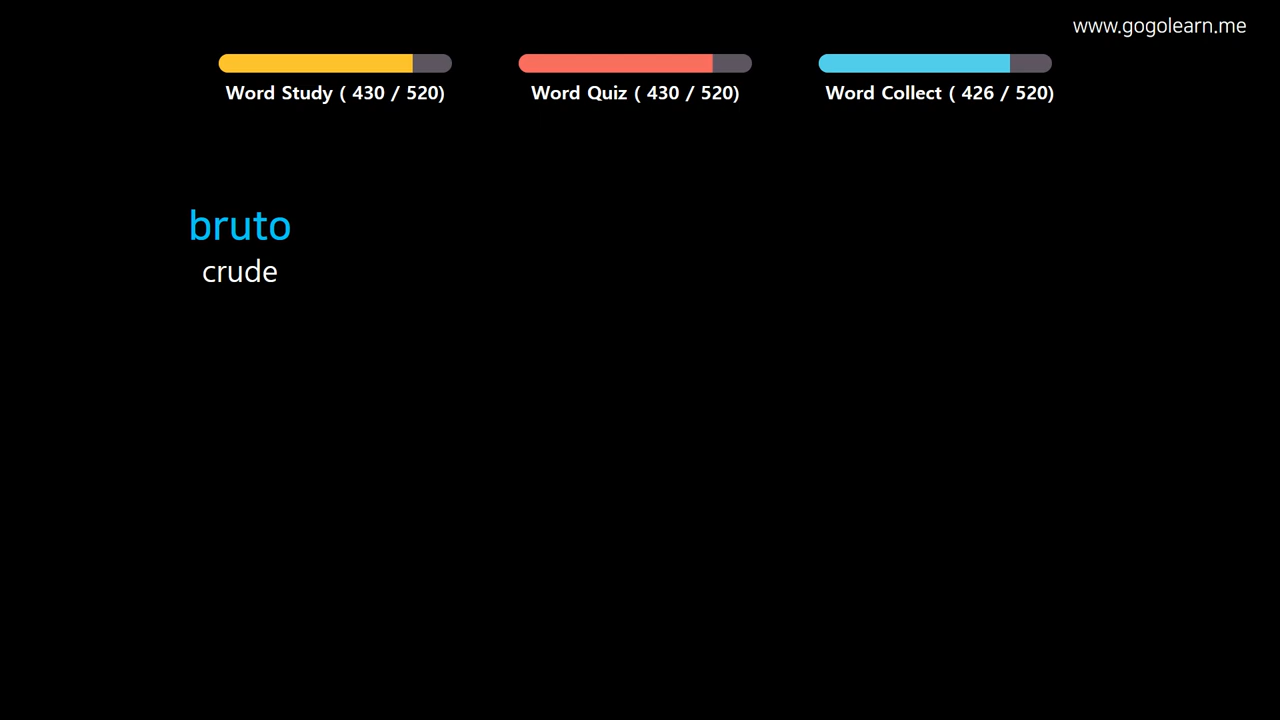 www.gogolearn.me
Word Study ( 430 / 520)
Word Quiz ( 430 / 520)
Word Collect ( 426 / 520)
bruto
crude